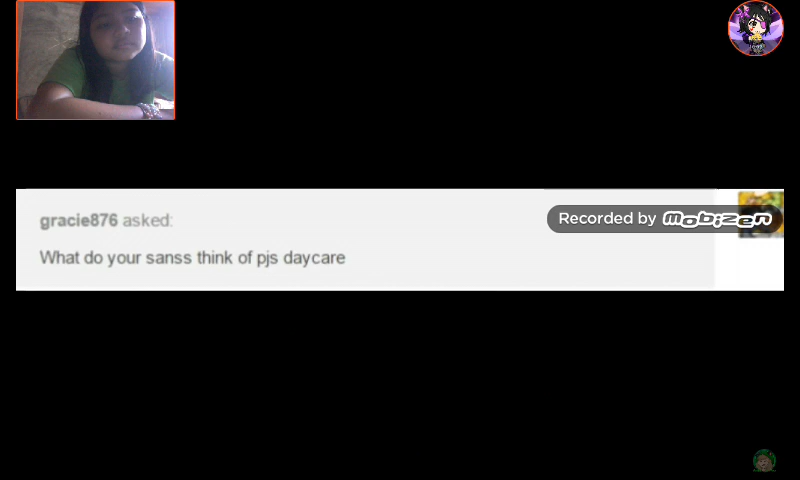 gracie876 asked:
Recorded by mobizen
What do your sanss think of pjs daycare